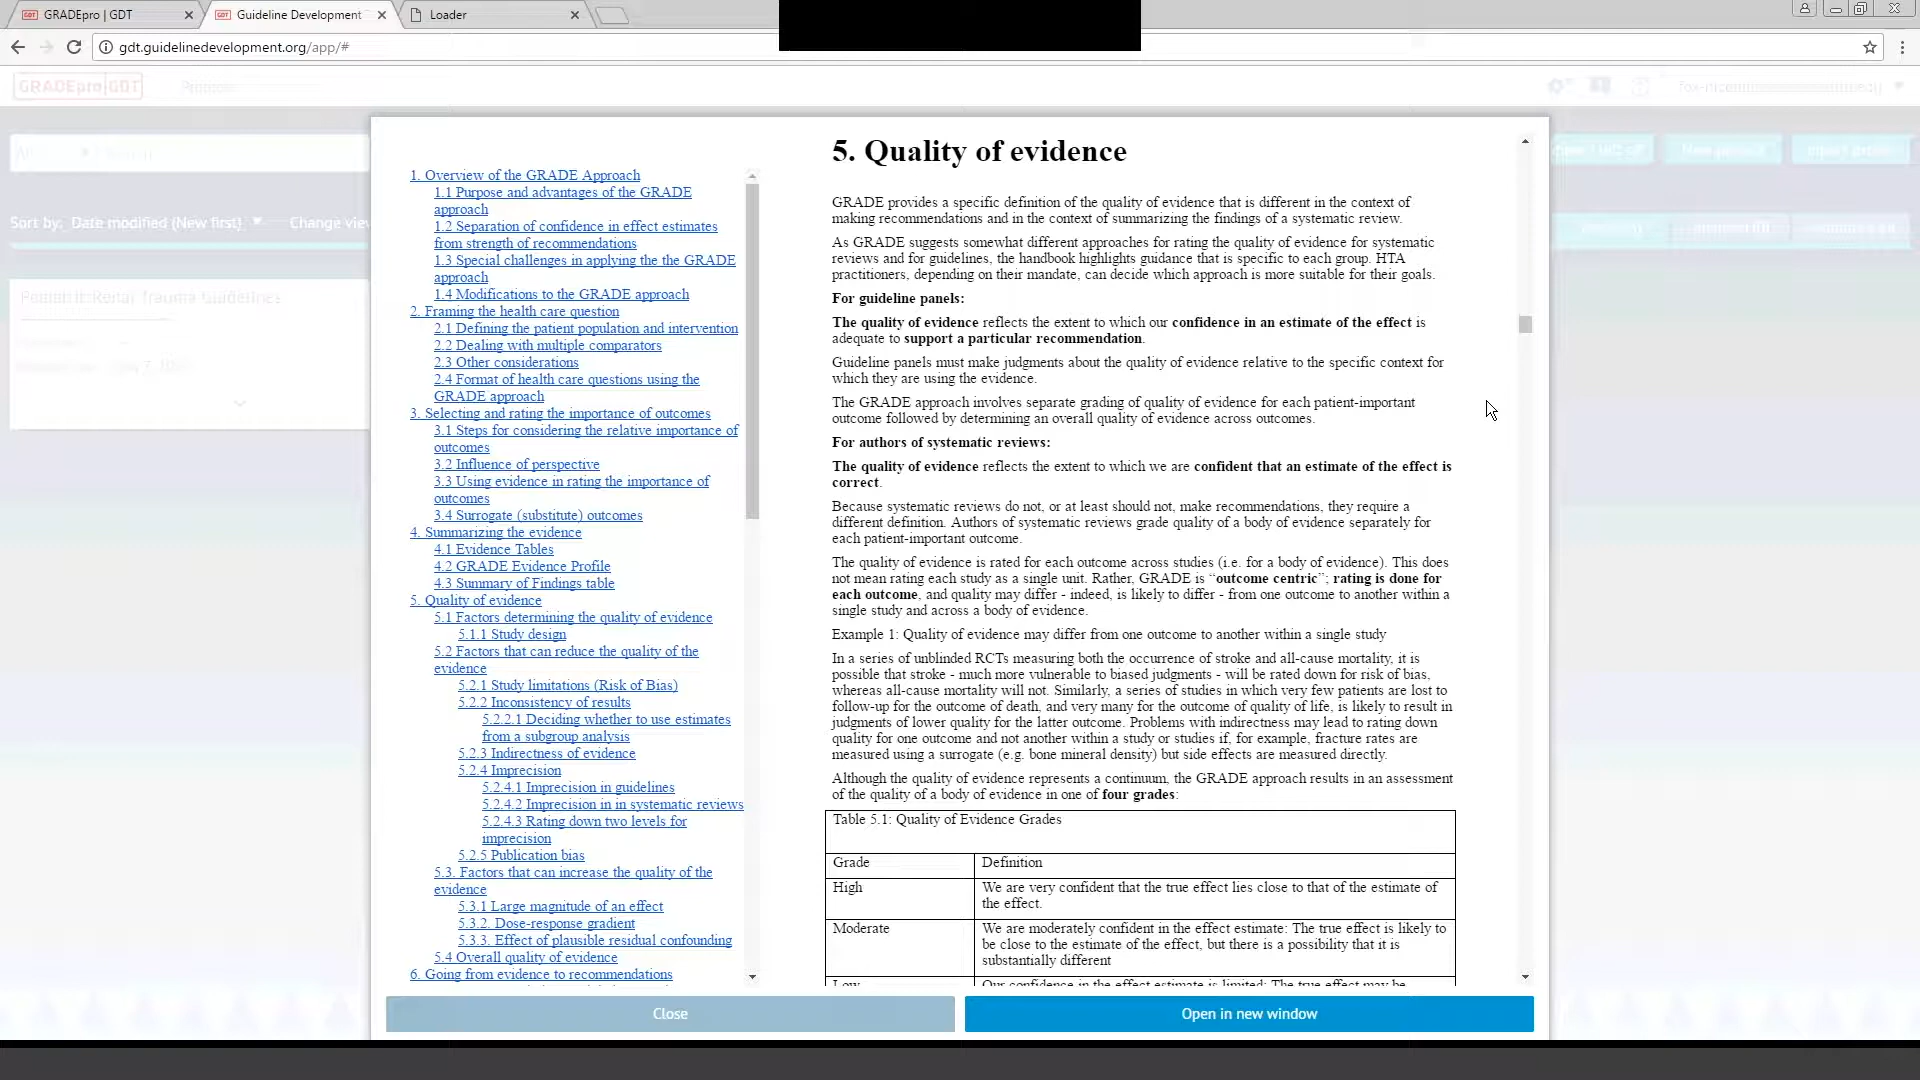 GRADEpro | GDT
Guideline Development
Loader
gdt.guidelinedevelopment.org/app/#
GRADEpro|GDT
Sort by: Date modified (New first)
Change view
1. Overview of the GRADE Approach
1.1 Purpose and advantages of the GRADE
approach
1.2 Separation of confidence in effect estimates
from strength of recommendations
1.3 Special challenges in applying the the GRADE
approach
1.4 Modifications to the GRADE approach
2. Framing the health care question
2.1 Defining the patient population and intervention
2.2 Dealing with multiple comparators
2.3 Other considerations
2.4 Format of health care questions using the
GRADE approach
3. Selecting and rating the importance of outcomes
3.1 Steps for considering the relative importance of
outcomes
3.2 Influence of perspective
3.3 Using evidence in rating the importance of
outcomes
3.4 Surrogate (substitute) outcomes
4. Summarizing the evidence
4.1 Evidence Tables
4.2 GRADE Evidence Profile
4.3 Summary of Findings table
5. Quality of evidence
5.1 Factors determining the quality of evidence
5.1.1 Study design
5.2 Factors that can reduce the quality of the
evidence
5.2.1 Study limitations (Risk of Bias)
5.2.2 Inconsistency of results
5.2.2.1 Deciding whether to use estimates
from a subgroup analysis
5.2.3 Indirectness of evidence
5.2.4 Imprecision
5.2.4.1 Imprecision in guidelines
5.2.4.2 Imprecision in in systematic reviews
5.2.4.3 Rating down two levels for
imprecision
5.2.5 Publication bias
5.3. Factors that can increase the quality of the
evidence
5.3.1 Large magnitude of an effect
5.3.2. Dose-response gradient
5.3.3. Effect of plausible residual confounding
5.4 Overall quality of evidence
6. Going from evidence to recommendations
5. Quality of evidence
GRADE provides a specific definition of the quality of evidence that is different in the context of
making recommendations and in the context of summarizing the findings of a systematic review.
As GRADE suggests somewhat different approaches for rating the quality of evidence for systematic
reviews and for guidelines, the handbook highlights guidance that is specific to each group. HTA
practitioners, depending on their mandate, can decide which approach is more suitable for their goals.
For guideline panels:
The quality of evidence reflects the extent to which our confidence in an estimate of the effect is
adequate to support a particular recommendation.
Guideline panels must make judgments about the quality of evidence relative to the specific context for
which they are using the evidence.
The GRADE approach involves separate grading of quality of evidence for each patient-important
outcome followed by determining an overall quality of evidence across outcomes.
For authors of systematic reviews:
The quality of evidence reflects the extent to which we are confident that an estimate of the effect is
correct.
Because systematic reviews do not, or at least should not, make recommendations, they require a
different definition. Authors of systematic reviews grade quality of a body of evidence separately for
each patient-important outcome.
The quality of evidence is rated for each outcome across studies (i.e. for a body of evidence). This does
not mean rating each study as a single unit. Rather, GRADE is “outcome centric”; rating is done for
each outcome, and quality may differ - indeed, is likely to differ - from one outcome to another within a
single study and across a body of evidence.
Example 1: Quality of evidence may differ from one outcome to another within a single study
In a series of unblinded RCTs measuring both the occurrence of stroke and all-cause mortality, it is
possible that stroke - much more vulnerable to biased judgments - will be rated down for risk of bias,
whereas all-cause mortality will not. Similarly, a series of studies in which very few patients are lost to
follow-up for the outcome of death, and very many for the outcome of quality of life, is likely to result in
judgments of lower quality for the latter outcome. Problems with indirectness may lead to rating down
quality for one outcome and not another within a study or studies if, for example, fracture rates are
measured using a surrogate (e.g. bone mineral density) but side effects are measured directly.
Although the quality of evidence represents a continuum, the GRADE approach results in an assessment
of the quality of a body of evidence in one of four grades:
Table 5.1: Quality of Evidence Grades
Grade Definition
High We are very confident that the true effect lies close to that of the estimate of
the effect.
Moderate We are moderately confident in the effect estimate: The true effect is likely to
be close to the estimate of the effect, but there is a possibility that it is
substantially different
Low Our confidence in the effect estimate is limited: The true effect may be
Close
Open in new window